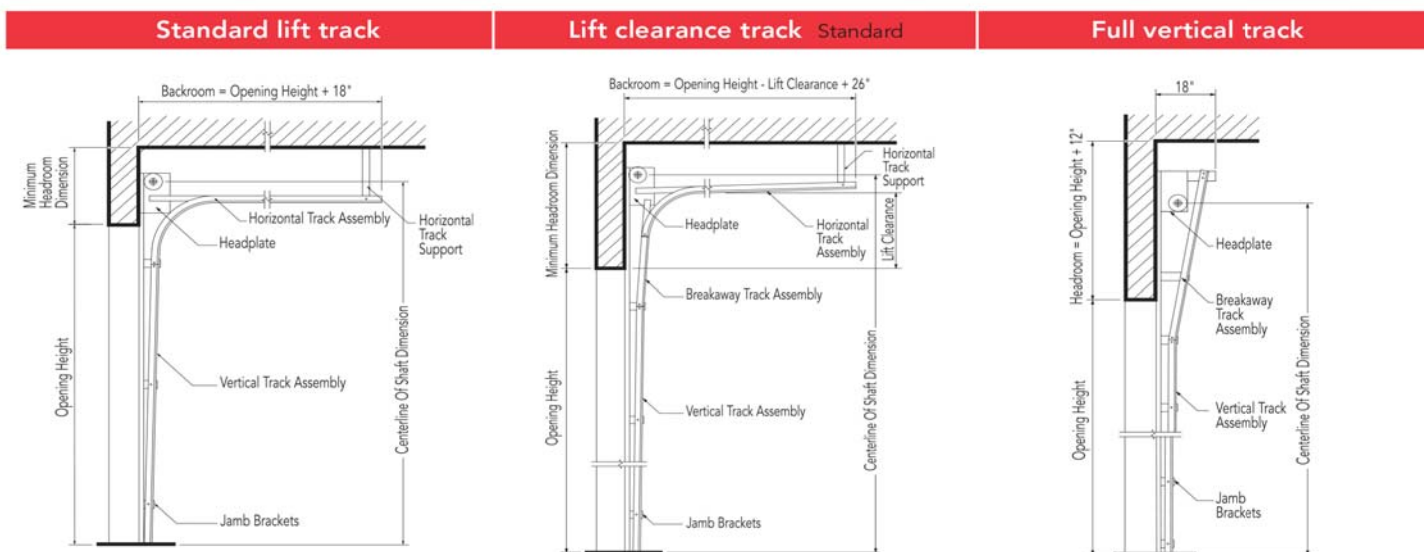 Standard lift track
Backroom = Opening Height + 18"
Minimum
Headroom
Dimension
Horizontal Track Assembly
Headplate
Horizontal
Track
Support
Opening Height
Vertical Track Assembly
Centerline Of Shaft Dimension
Jamb Brackets
Lift clearance track Standard
Backroom = Opening Height - Lift Clearance + 26"
Minimum Headroom Dimension
Horizontal
Track
Support
Headplate
Horizontal
Track
Assembly
Lift Clearance
Breakaway Track Assembly
Opening Height
Vertical Track Assembly
Centerline Of Shaft Dimension
Jamb Brackets
Full vertical track
18"
Headroom = Opening Height + 12"
Headplate
Breakaway
Track
Assembly
Opening Height
Vertical Track
Assembly
Centerline Of Shaft Dimension
Jamb
Brackets